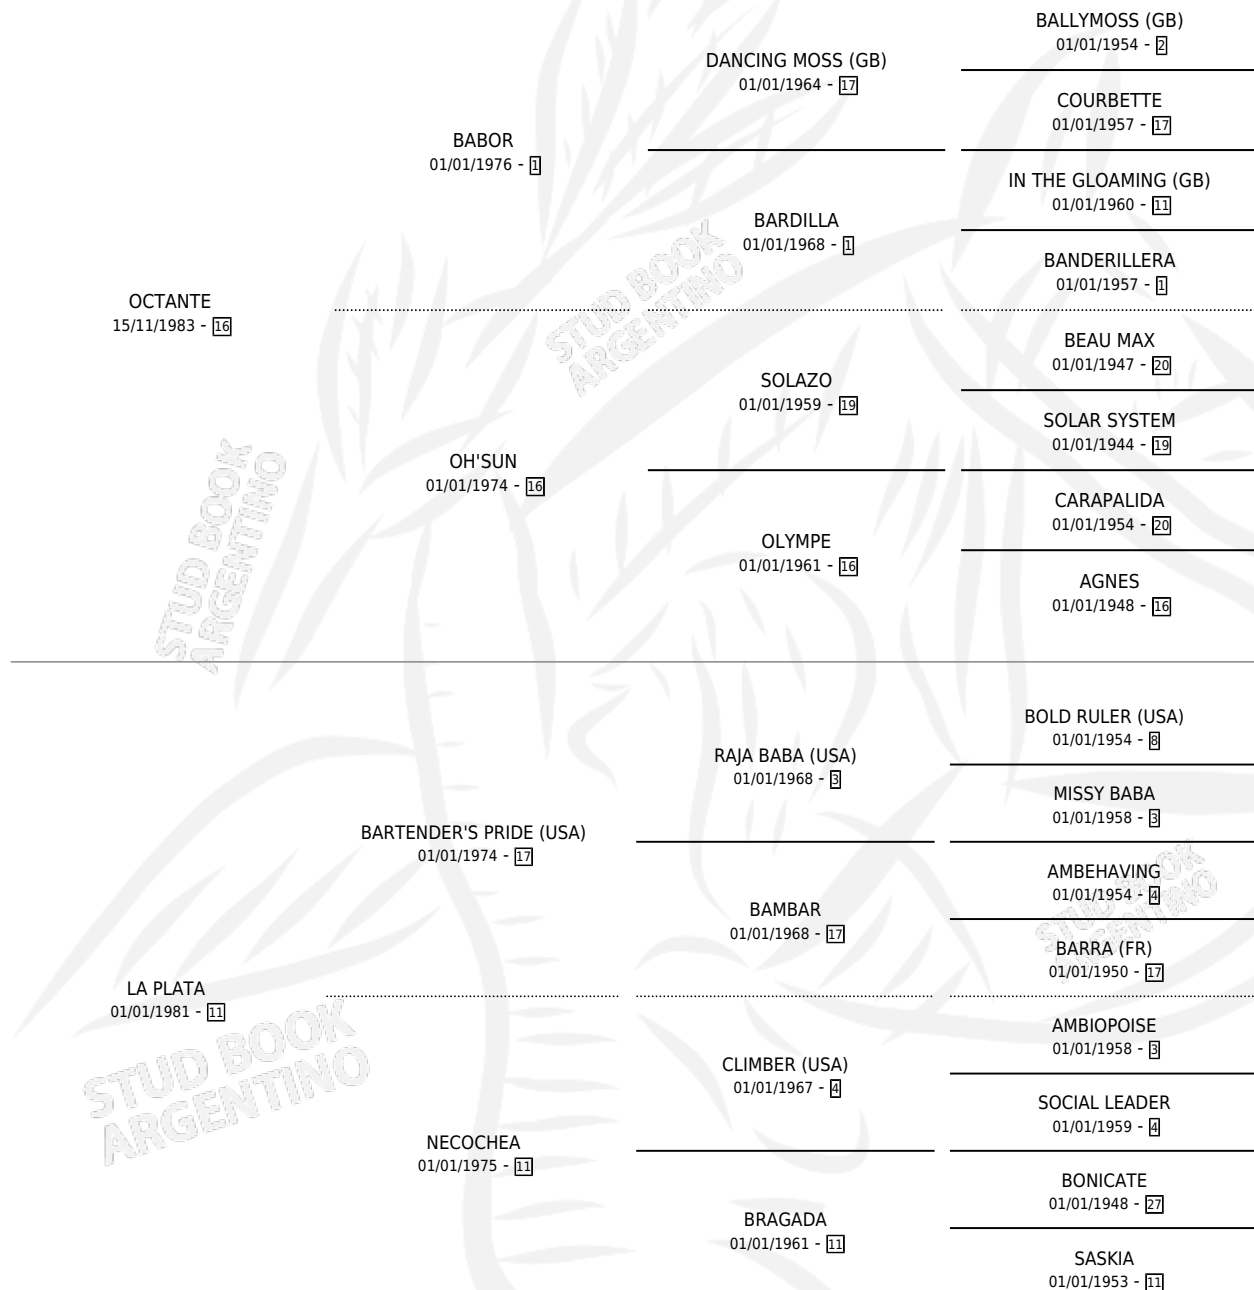 BALLYMOSS (GB)
01/01/1954 - 2
DANCING MOSS (GB)
01/01/1964 - 17
COURBETTE
01/01/1957 - 17
BABOR
01/01/1976 - 1
IN THE GLOAMING (GB)
01/01/1960 - 11
BARDILLA
01/01/1968 - 1
BANDERILLERA
01/01/1957 - 1
OCTANTE
15/11/1983 - 16
BEAU MAX
01/01/1947 - 20
SOLAZO
01/01/1959 - 19
SOLAR SYSTEM
01/01/1944 - 19
OH'SUN
01/01/1974 - 16
CARAPALIDA
01/01/1954 - 20
OLYMPE
01/01/1961 - 16
AGNES
01/01/1948 - 16
BOLD RULER (USA)
01/01/1954 - 8
RAJA BABA (USA)
01/01/1968 - 3
MISSY BABA
01/01/1958 - 3
BARTENDER'S PRIDE (USA)
01/01/1974 - 17
AMBEHAVING
01/01/1954 - 4
BAMBAR
01/01/1968 - 17
BARRA (FR)
01/01/1950 - 17
LA PLATA
01/01/1981 - 11
AMBIOPOISE
01/01/1958 - 3
CLIMBER (USA)
01/01/1967 - 4
SOCIAL LEADER
01/01/1959 - 4
NECOCHEA
01/01/1975 - 11
BONICATE
01/01/1948 - 27
BRAGADA
01/01/1961 - 11
SASKIA
01/01/1953 - 11
STUD BOOK
ARGENTINO
STUD BOOK
ARGENTINO
STUD BOOK
ARGENTINO
STUD BOOK
ARGENTINO